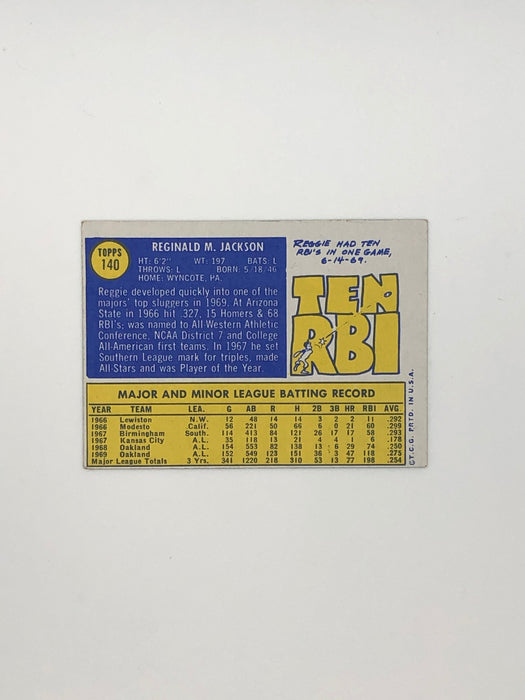 TOPPS
140
REGINALD M. JACKSON
HT: 6'2" WT: 197 BATS: L
THROWS: L BORN: 5/18/46
HOME: WYNCOTE, PA.
Reggie developed quickly into one of the
majors' top sluggers in 1969. At Arizona
State in 1966 hit .327, 15 Homers & 68
RBI's; was named to All-Western Athletic
Conference, NCAA District 7 and College
All-American first teams. In 1967 he set
Southern League mark for triples, made
All-Stars and was Player of the Year.
REGGIE HAD TEN
RBI'S IN ONE GAME,
6-14-69.
TEN
RBI
MAJOR AND MINOR LEAGUE BATTING RECORD
YEAR TEAM LEA. G AB R H 2B 3B HR RBI AVG.
1966 Lewiston N.W. 12 48 14 14 3 2 2 11 .292
1966 Modesto Calif. 56 221 50 66 6 0 21 60 .299
1967 Birmingham South. 114 413 84 121 26 17 17 58 .293
1967 Kansas City A.L. 35 118 13 21 4 4 1 6 .178
1968 Oakland A.L. 154 553 82 138 13 6 29 74 .250
1969 Oakland A.L. 152 549 123 151 36 3 47 118 .275
Major League Totals 3 Yrs. 341 1220 218 310 53 13 77 198 .254
©T.C.G. PRTD. IN U.S.A.